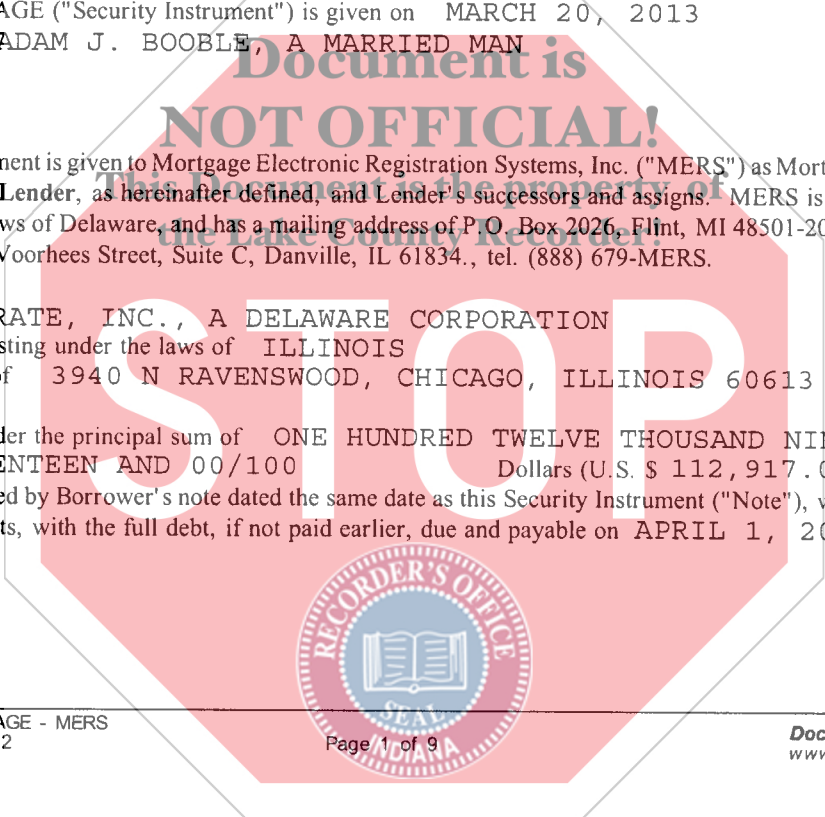 AGE ("Security Instrument") is given on MARCH 20, 2013
ADAM J. BOOBLE, A MARRIED MAN
Document is
NOT OFFICIAL!
ment is given to Mortgage Electronic Registration Systems, Inc. ("MERS") as Mort
This Document is the property of
Lender, as hereinafter defined, and Lender's successors and assigns. MERS is
ws of Delaware, and has a mailing address of P.O. Box 2026, Flint, MI 48501-20
the Lake County Recorder!
Voorhees Street, Suite C, Danville, IL 61834., tel. (888) 679-MERS.
RATE, INC., A DELAWARE CORPORATION
sting under the laws of ILLINOIS
f 3940 N RAVENSWOOD, CHICAGO, ILLINOIS 60613
STOP
der the principal sum of ONE HUNDRED TWELVE THOUSAND NIN
ENTEEN AND 00/100 Dollars (U.S. $ 112,917.0
ed by Borrower's note dated the same date as this Security Instrument ("Note"), w
ts, with the full debt, if not paid earlier, due and payable on APRIL 1, 20
RECORDER'S OFFICE
SEAL
INDIANA
AGE - MERS
2 Page 1 of 9
Doc
www